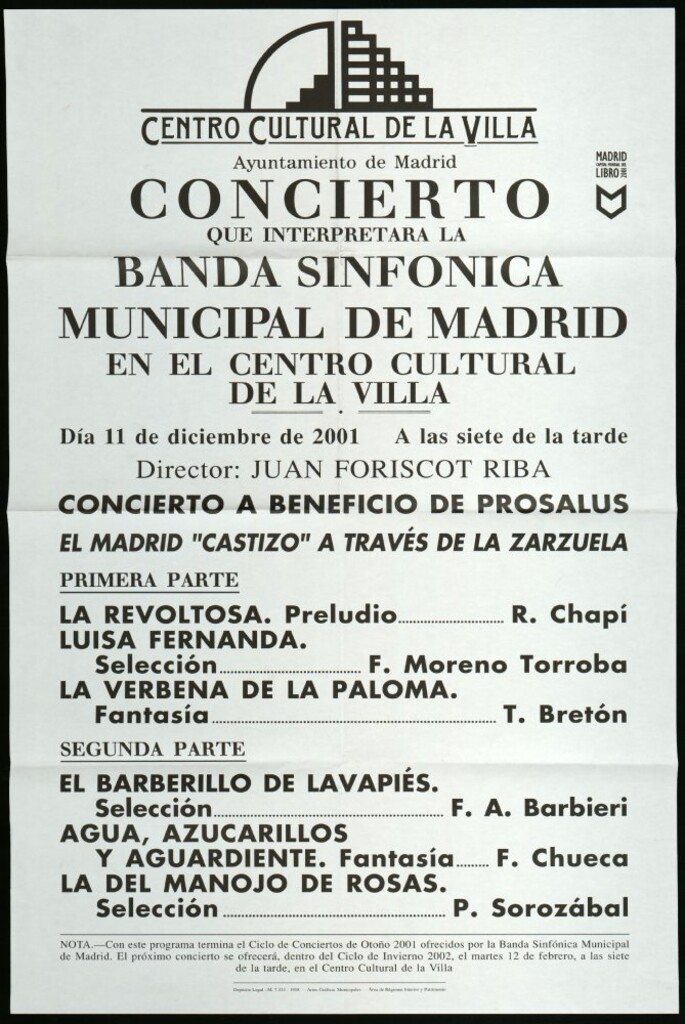 CENTRO CULTURAL DE LA VILLA
Ayuntamiento de Madrid
MADRID
LIBRO
CONCIERTO
QUE INTERPRETARA LA
BANDA SINFONICA
MUNICIPAL DE MADRID
EN EL CENTRO CULTURAL
DE LA VILLA
Día 11 de diciembre de 2001 A las siete de la tarde
Director: JUAN FORISCOT RIBA
CONCIERTO A BENEFICIO DE PROSALUS
EL MADRID "CASTIZO" A TRAVÉS DE LA ZARZUELA
PRIMERA PARTE
LA REVOLTOSA. Preludio.......................... R. Chapí
LUISA FERNANDA.
Selección.................................... F. Moreno Torroba
LA VERBENA DE LA PALOMA.
Fantasía........................................................................ T. Bretón
SEGUNDA PARTE
EL BARBERILLO DE LAVAPIÉS.
Selección.......................................................... F. A. Barbieri
AGUA, AZUCARILLOS
Y AGUARDIENTE. Fantasía........ F. Chueca
LA DEL MANOJO DE ROSAS.
Selección ........................................................ P. Sorozábal
NOTA.—Con este programa termina el Ciclo de Conciertos de Otoño 2001 ofrecidos por la Banda Sinfónica Municipal
de Madrid. El próximo concierto se ofrecerá, dentro del Ciclo de Invierno 2002, el martes 12 de febrero, a las siete
de la tarde, en el Centro Cultural de la Villa